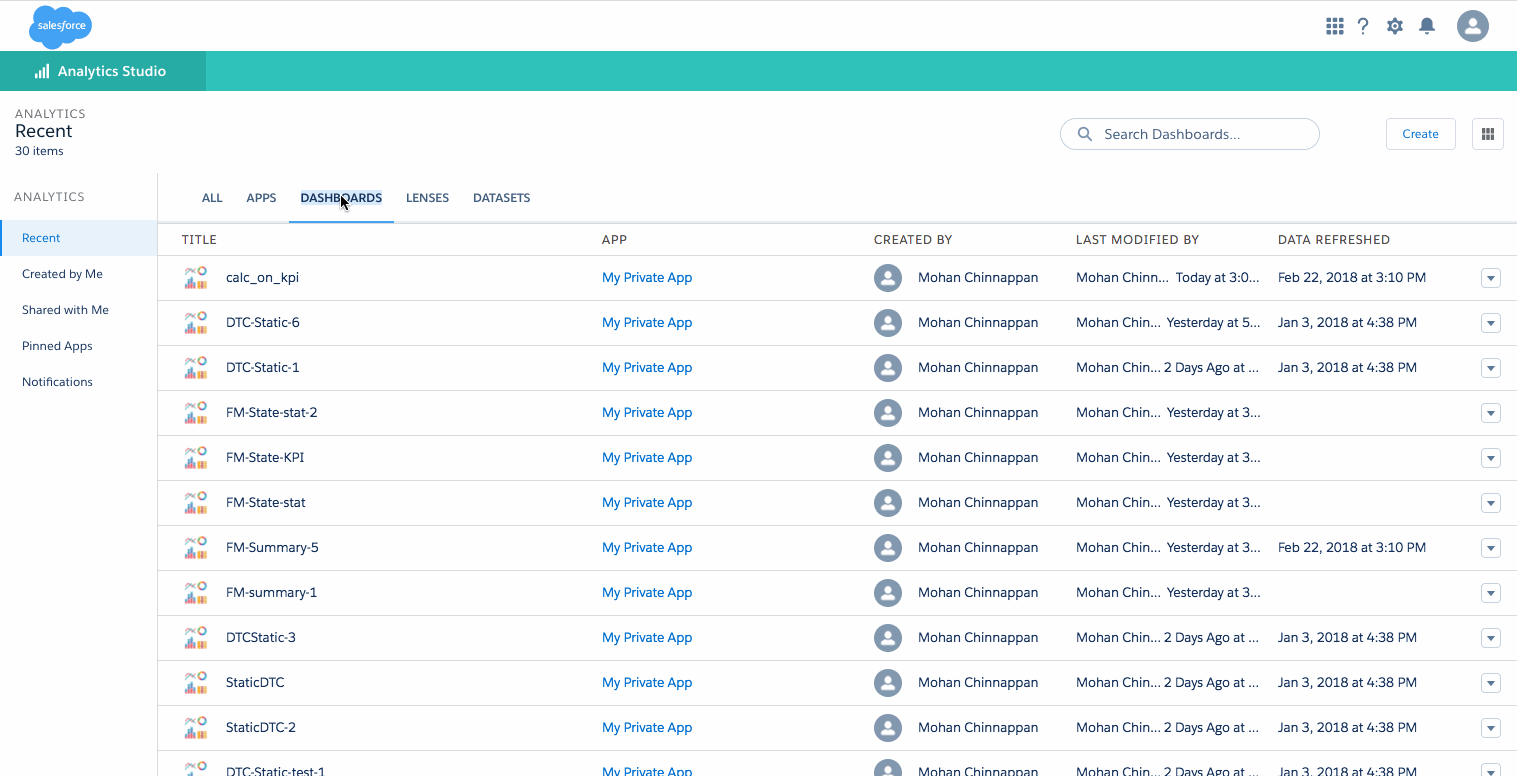 salesforce
Analytics Studio
ANALYTICS
Recent
30 items
Search Dashboards...
Create
ANALYTICS
Recent
Created by Me
Shared with Me
Pinned Apps
Notifications
ALL APPS DASHBOARDS LENSES DATASETS
TITLE APP CREATED BY LAST MODIFIED BY DATA REFRESHED
calc_on_kpi My Private App Mohan Chinnappan Mohan Chinn... Today at 3:0... Feb 22, 2018 at 3:10 PM
DTC-Static-6 My Private App Mohan Chinnappan Mohan Chin... Yesterday at 5... Jan 3, 2018 at 4:38 PM
DTC-Static-1 My Private App Mohan Chinnappan Mohan Chin... 2 Days Ago at ... Jan 3, 2018 at 4:38 PM
FM-State-stat-2 My Private App Mohan Chinnappan Mohan Chin... Yesterday at 3...
FM-State-KPI My Private App Mohan Chinnappan Mohan Chin... Yesterday at 3...
FM-State-stat My Private App Mohan Chinnappan Mohan Chin... Yesterday at 3...
FM-Summary-5 My Private App Mohan Chinnappan Mohan Chin... Yesterday at 3... Feb 22, 2018 at 3:10 PM
FM-summary-1 My Private App Mohan Chinnappan Mohan Chin... Yesterday at 3...
DTCStatic-3 My Private App Mohan Chinnappan Mohan Chin... 2 Days Ago at ... Jan 3, 2018 at 4:38 PM
StaticDTC My Private App Mohan Chinnappan Mohan Chin... 2 Days Ago at ... Jan 3, 2018 at 4:38 PM
StaticDTC-2 My Private App Mohan Chinnappan Mohan Chin... 2 Days Ago at ... Jan 3, 2018 at 4:38 PM
DTC-Static-test-1 My Private App Mohan Chinnappan Mohan Chin... 2 Days Ago at ... Jan 3, 2018 at 4:38 PM